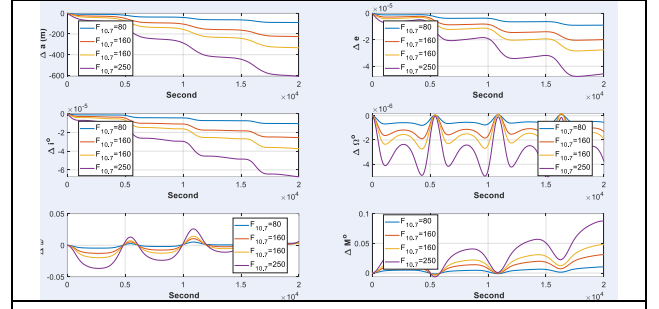 Δ a (m)
0
-200
-400
-600
F10.7=80
F10.7=160
F10.7=160
F10.7=250
0
0.5
1
1.5
2
×10^4
Second
Δ e
×10^-5
0
-2
-4
F10.7=80
F10.7=160
F10.7=160
F10.7=250
0
0.5
1
1.5
2
×10^4
Second
Δ i°
×10^-5
0
-2
-4
-6
F10.7=80
F10.7=160
F10.7=160
F10.7=250
0
0.5
1
1.5
2
×10^4
Second
Δ Ω°
×10^-6
0
-2
-4
F10.7=80
F10.7=160
F10.7=160
F10.7=250
0
0.5
1
1.5
2
×10^4
Second
0.05
0
-0.05
F10.7=80
F10.7=160
F10.7=160
F10.7=250
0
0.5
1
1.5
2
×10^4
Second
Δ M°
0.1
0.05
0
F10.7=80
F10.7=160
F10.7=160
F10.7=250
0
0.5
1
1.5
2
×10^4
Second